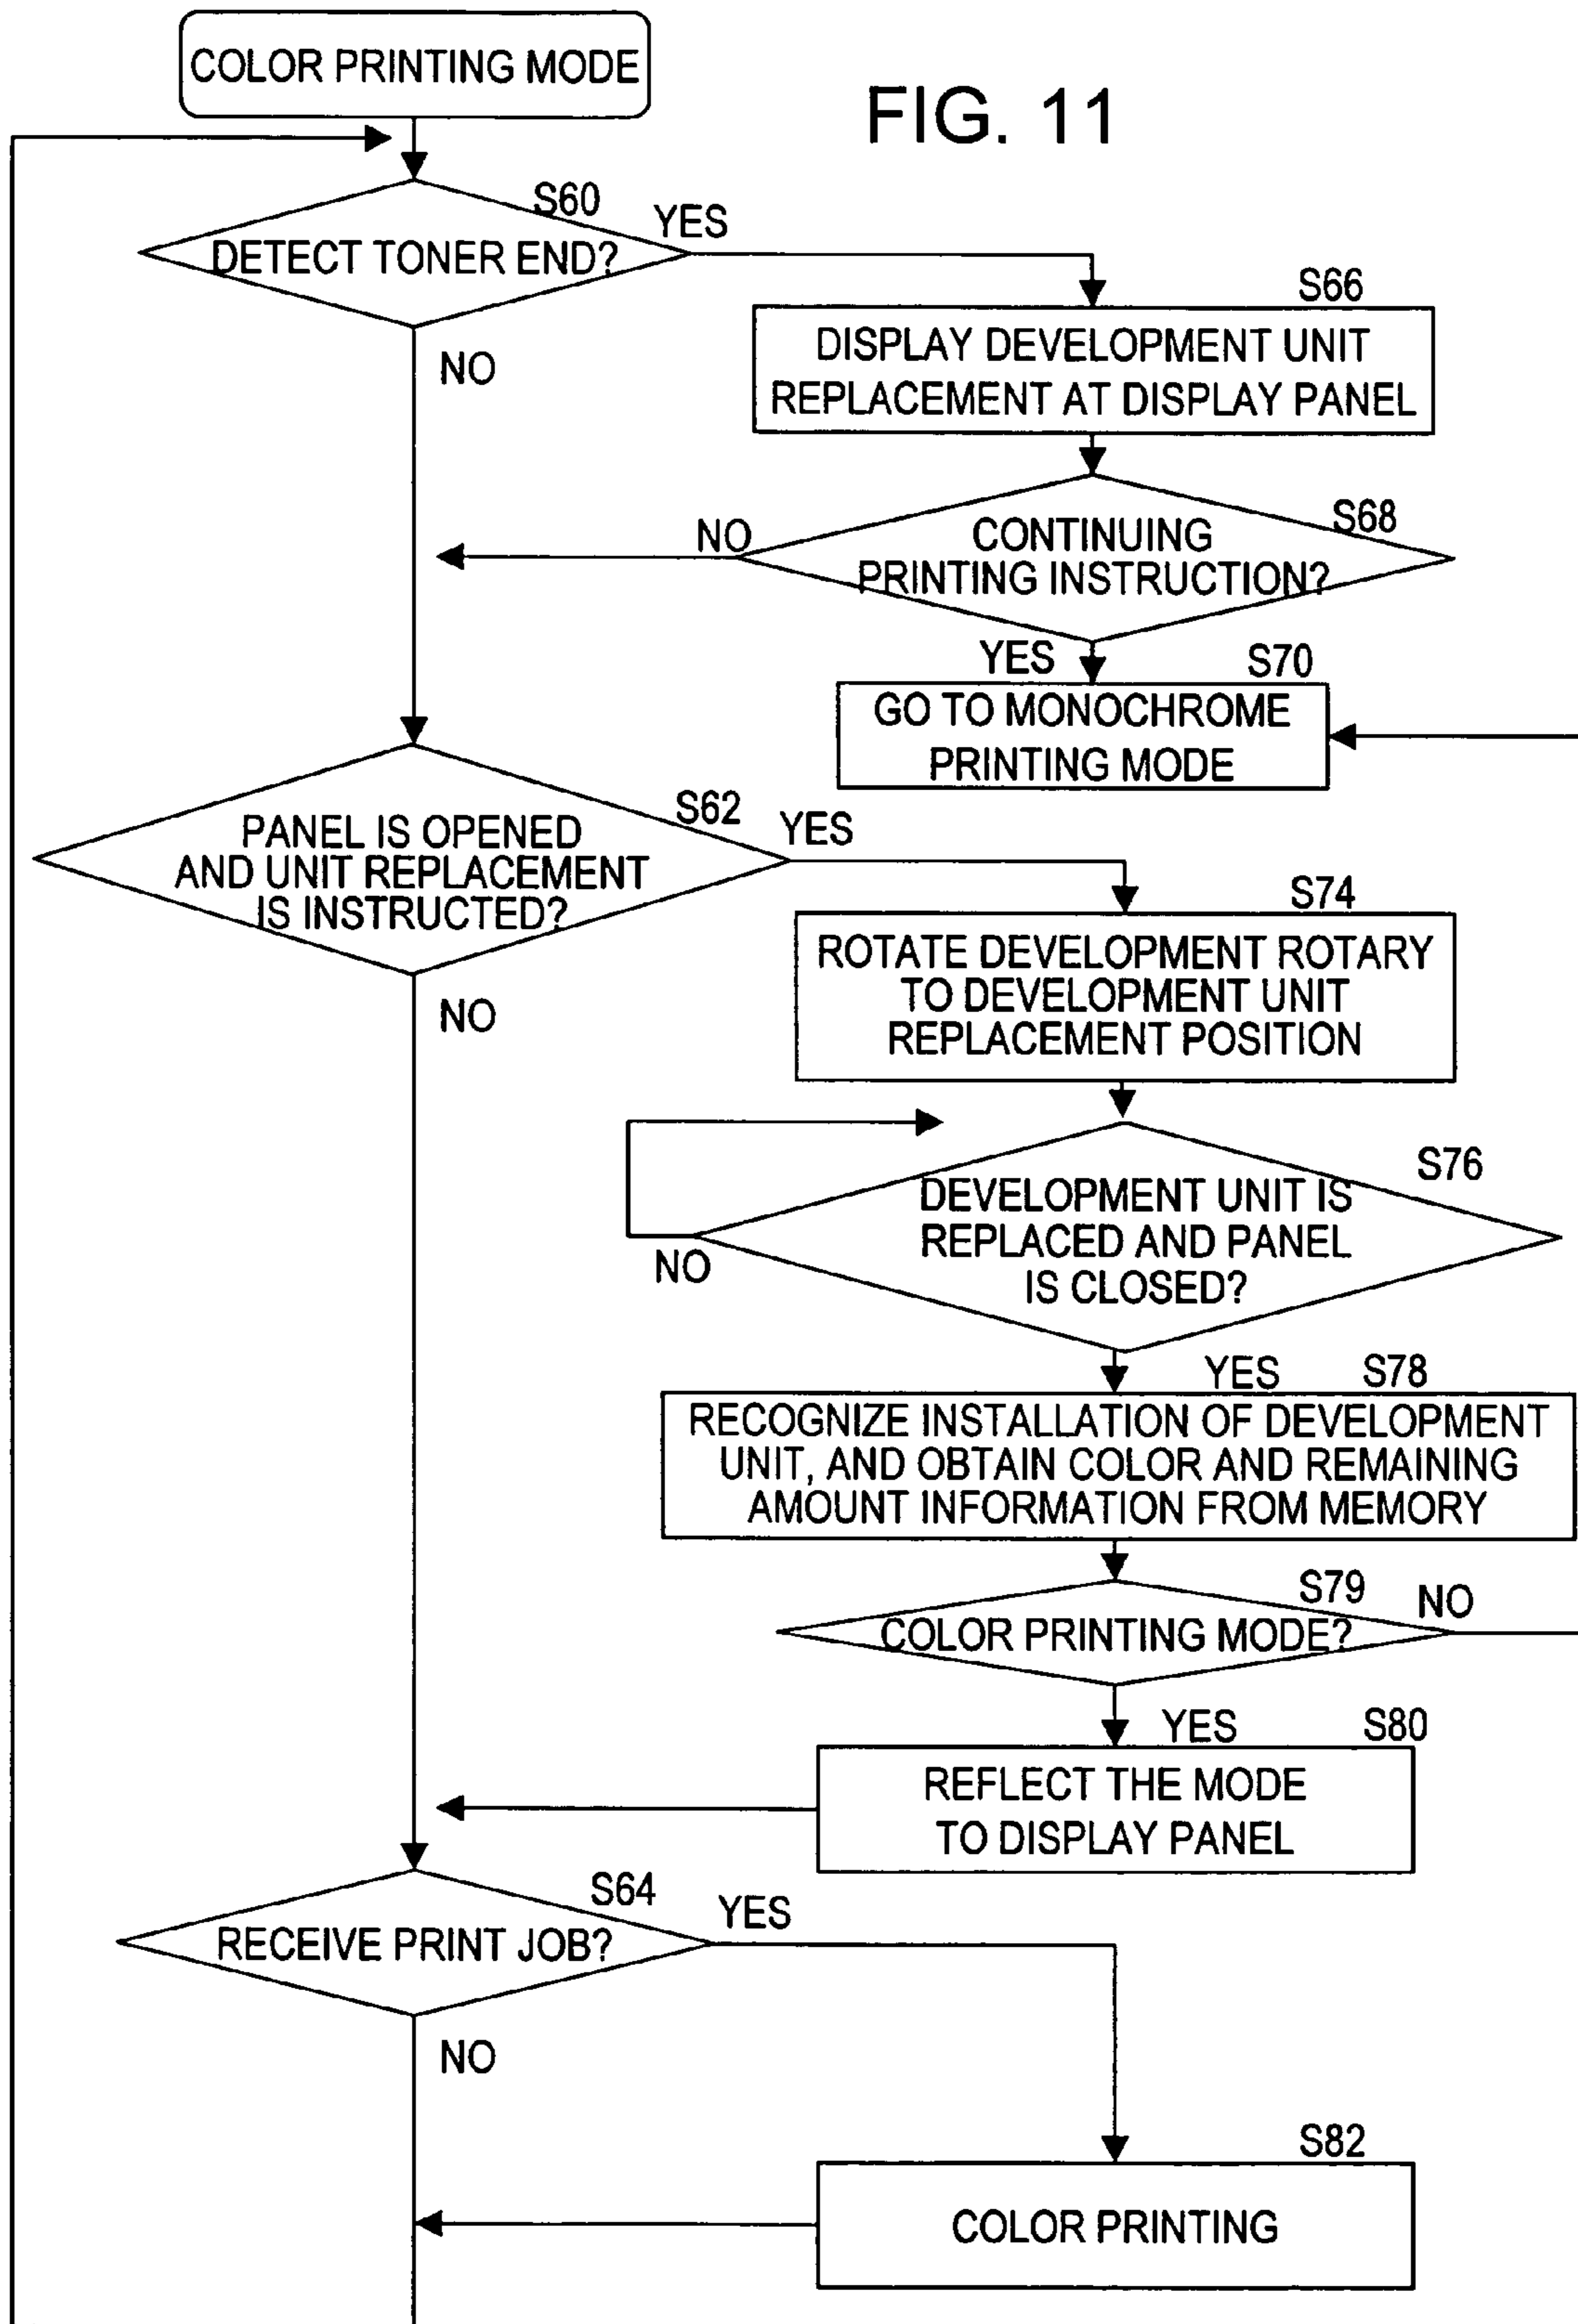 COLOR PRINTING MODE
FIG. 11
S60
YES
DETECT TONER END?
NO
S66
DISPLAY DEVELOPMENT UNIT
REPLACEMENT AT DISPLAY PANEL
S68
NO
CONTINUING
PRINTING INSTRUCTION?
YES
S70
GO TO MONOCHROME
PRINTING MODE
S62
YES
PANEL IS OPENED
AND UNIT REPLACEMENT
IS INSTRUCTED?
NO
S74
ROTATE DEVELOPMENT ROTARY
TO DEVELOPMENT UNIT
REPLACEMENT POSITION
S76
DEVELOPMENT UNIT IS
REPLACED AND PANEL
IS CLOSED?
NO
YES
S78
RECOGNIZE INSTALLATION OF DEVELOPMENT
UNIT, AND OBTAIN COLOR AND REMAINING
AMOUNT INFORMATION FROM MEMORY
S79
NO
COLOR PRINTING MODE?
YES
S80
REFLECT THE MODE
TO DISPLAY PANEL
S64
YES
RECEIVE PRINT JOB?
NO
S82
COLOR PRINTING